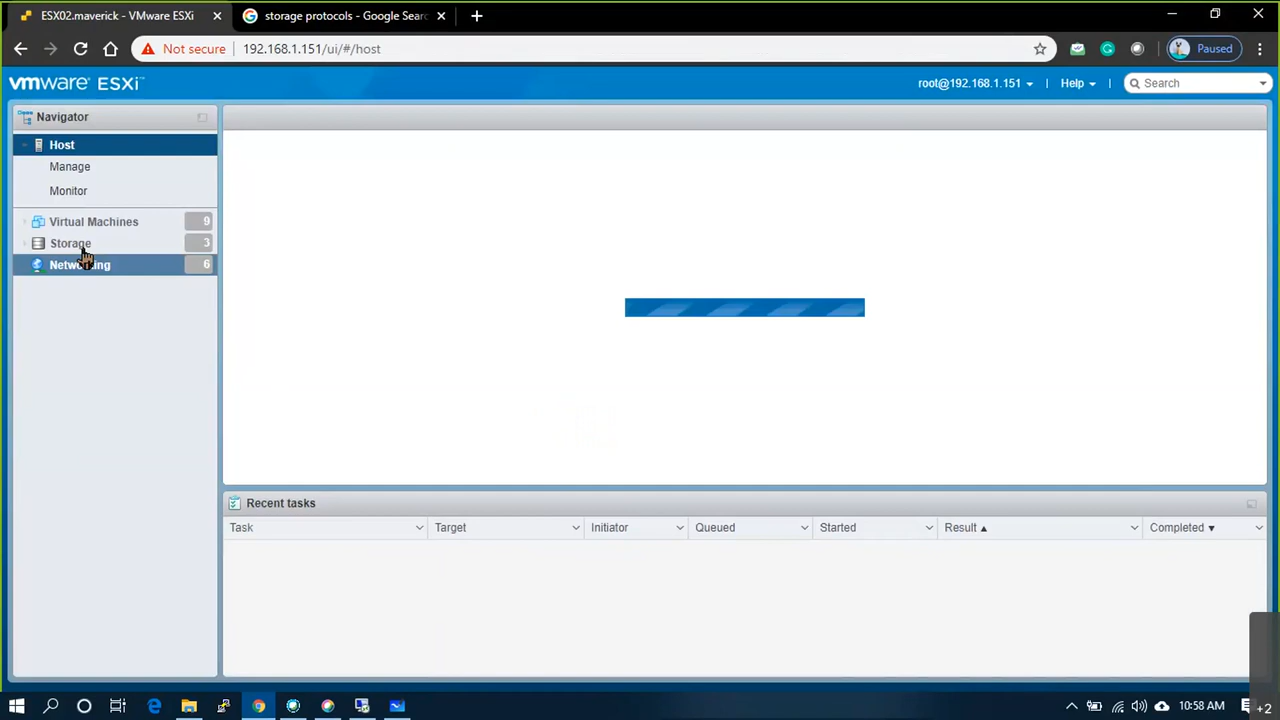 ESX02.maverick - VMware ESXi
storage protocols - Google Searc
Not secure
192.168.1.151/ui/#/host
Paused
vmware ESXi™
root@192.168.1.151
Help
Search
Navigator
Host
Manage
Monitor
Virtual Machines 9
Storage 3
Networking 6
Recent tasks
Task Target Initiator Queued Started Result ▲ Completed ▼
10:58 AM
+2